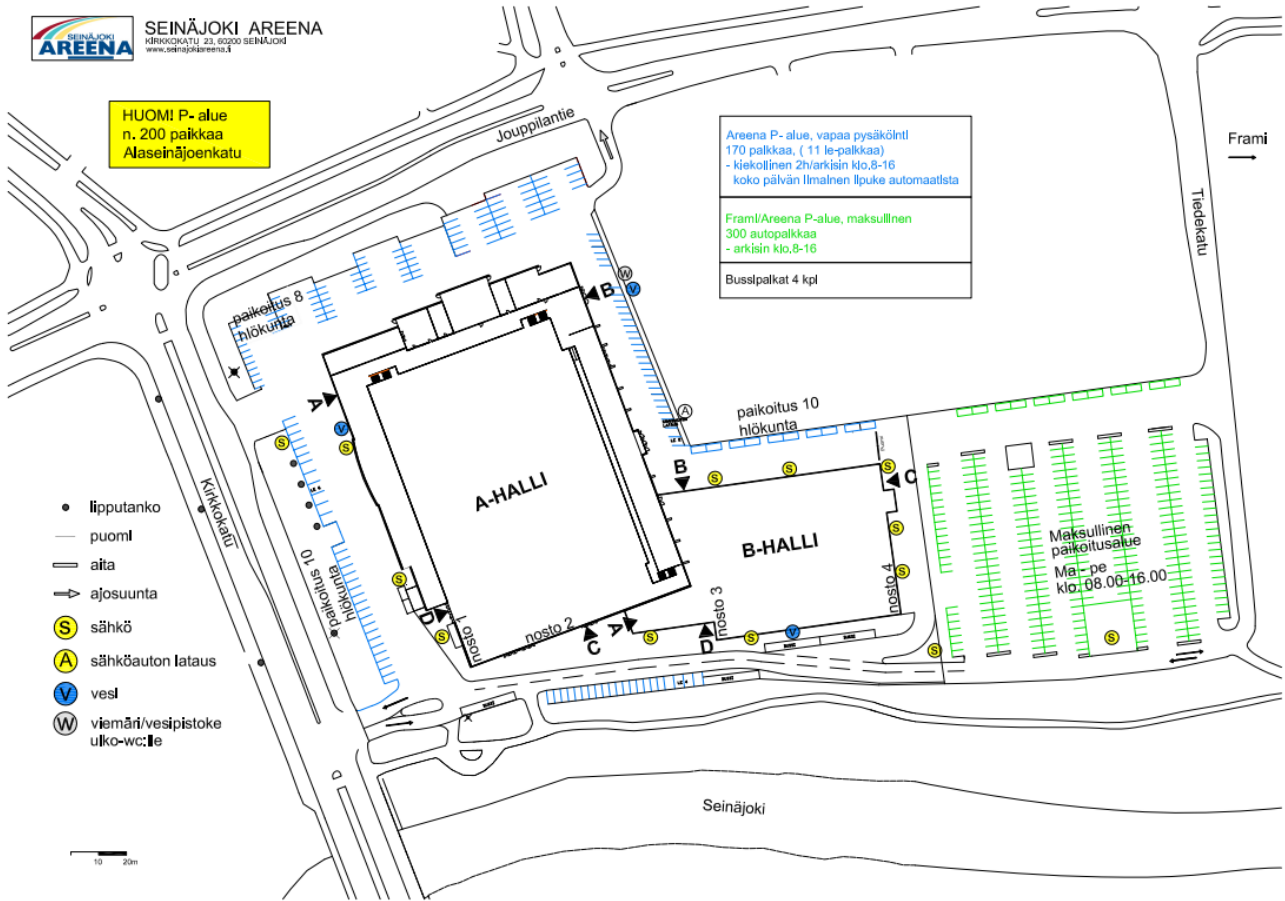 SEINÄJOKI
AREENA
SEINÄJOKI AREENA
KIRKKOKATU 23, 60200 SEINÄJOKI
www.seinajokiareena.fi
HUOM! P- alue
n. 200 paikkaa
Alaseinäjoenkatu
Jouppilantie
Areena P- alue, vapaa pysäköinti
170 paikkaa, ( 11 le-paikkaa)
- kiekollinen 2h/arkisin klo.8-16
koko päivän ilmainen lipuke automaatista
Frami/Areena P-alue, maksullinen
300 autopaikkaa
- arkisin klo.8-16
Bussipaikat 4 kpl
Frami
Tiedekatu
paikoitus 8
hlökunta
W
V
B
A
V
S
S
A
LATAUS
LE 8
paikoitus 10
hlökunta
B
S
S
S
C
A-HALLI
B-HALLI
Maksullinen
paikoitusalue
Ma - pe
klo. 08.00-16.00
Kirkkokatu
paikoitus 10
hlökunta
S
D
S
nosto 1
nosto 2
C
A
S
nosto 3
D
S
V
nosto 4
S
S
S
S
lipputanko
puomi
aita
ajosuunta
S sähkö
A sähköauton lataus
V vesi
W viemäri/vesipistoke
ulko-wc:lle
Seinäjoki
10 20m